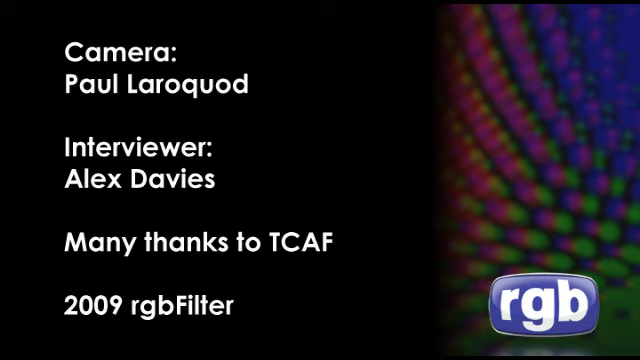 Camera:
Paul Laroquod
Interviewer:
Alex Davies
Many thanks to TCAF
2009 rgbFilter
rgb